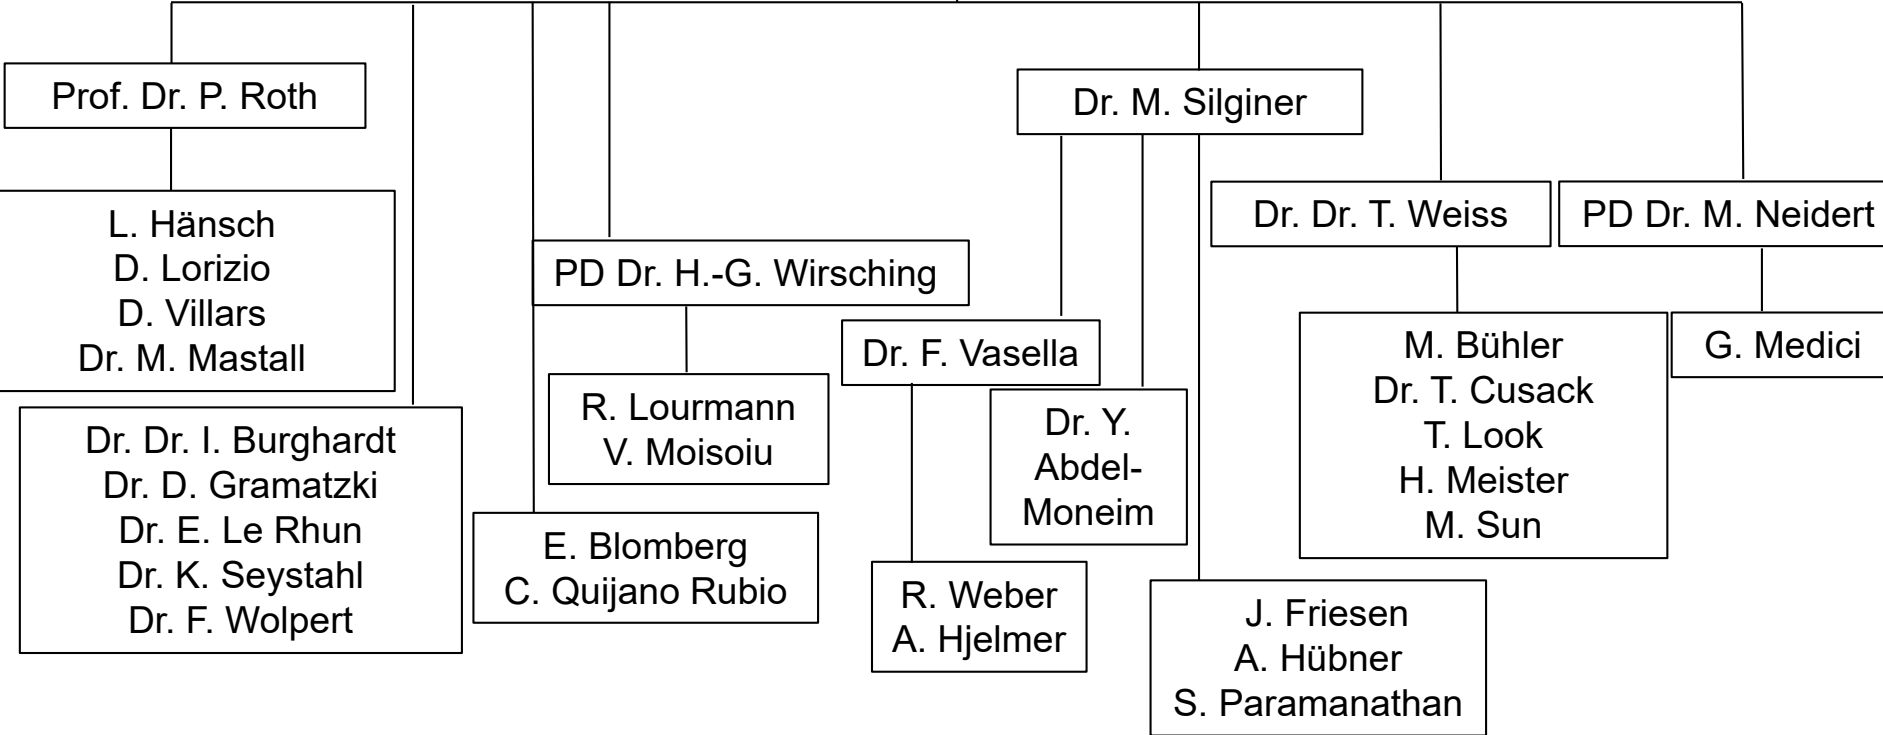 Prof. Dr. P. Roth
L. Hänsch
D. Lorizio
D. Villars
Dr. M. Mastall
Dr. Dr. I. Burghardt
Dr. D. Gramatzki
Dr. E. Le Rhun
Dr. K. Seystahl
Dr. F. Wolpert
E. Blomberg
C. Quijano Rubio
PD Dr. H.-G. Wirsching
R. Lourmann
V. Moisoiu
Dr. M. Silginer
Dr. F. Vasella
R. Weber
A. Hjelmer
Dr. Y.
Abdel-
Moneim
J. Friesen
A. Hübner
S. Paramanathan
Dr. Dr. T. Weiss
M. Bühler
Dr. T. Cusack
T. Look
H. Meister
M. Sun
PD Dr. M. Neidert
G. Medici